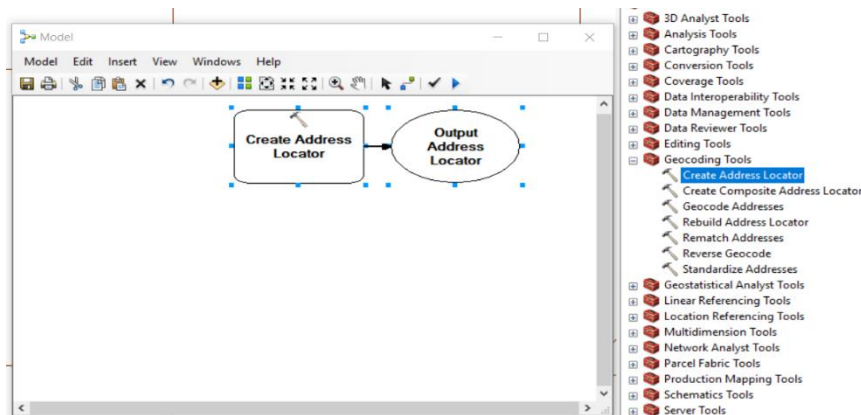 Model
Model Edit Insert View Windows Help
Create Address
Locator
Output
Address
Locator
3D Analyst Tools
Analysis Tools
Cartography Tools
Conversion Tools
Coverage Tools
Data Interoperability Tools
Data Management Tools
Data Reviewer Tools
Editing Tools
Geocoding Tools
Create Address Locator
Create Composite Address Locator
Geocode Addresses
Rebuild Address Locator
Rematch Addresses
Reverse Geocode
Standardize Addresses
Geostatistical Analyst Tools
Linear Referencing Tools
Location Referencing Tools
Multidimension Tools
Network Analyst Tools
Parcel Fabric Tools
Production Mapping Tools
Schematics Tools
Server Tools